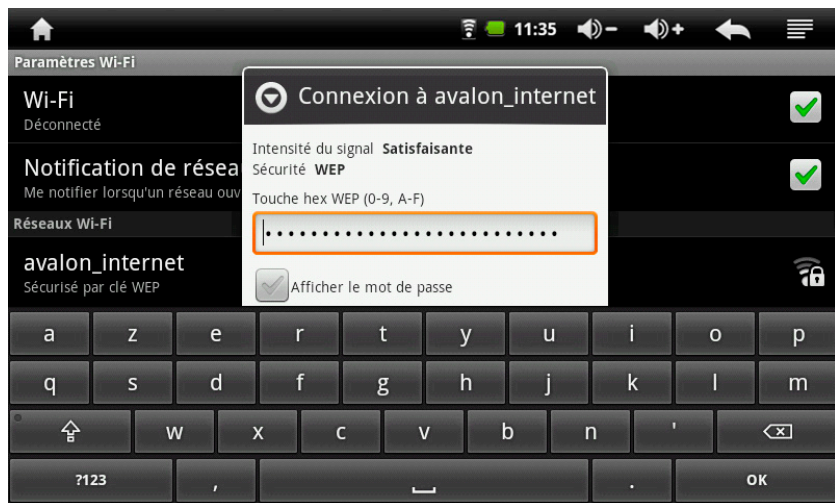 11:35
Paramètres Wi-Fi
Wi-Fi
Déconnecté
Notification de résea
Me notifier lorsqu'un réseau ouv
Réseaux Wi-Fi
avalon_internet
Sécurisé par clé WEP
Connexion à avalon_internet
Intensité du signal Satisfaisante
Sécurité WEP
Touche hex WEP (0-9, A-F)
••••••••••••••••••••••••••
Afficher le mot de passe
a z e r t y u i o p
q s d f g h j k l m
w x c v b n '
?123 , . OK